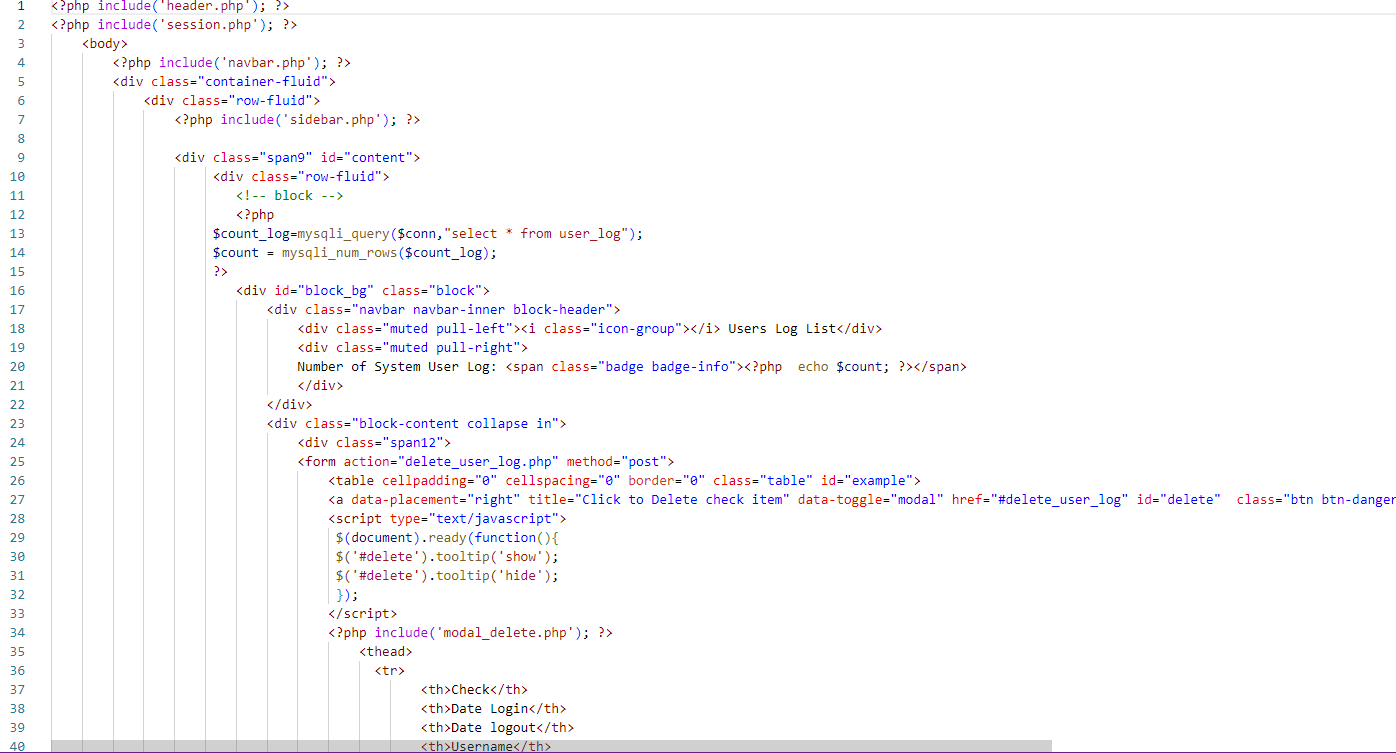 1 <?php include('header.php'); ?>
2 <?php include('session.php'); ?>
3 <body>
4 <?php include('navbar.php'); ?>
5 <div class="container-fluid">
6 <div class="row-fluid">
7 <?php include('sidebar.php'); ?>
8
9 <div class="span9" id="content">
10 <div class="row-fluid">
11 <!-- block -->
12 <?php
13 $count_log=mysqli_query($conn,"select * from user_log");
14 $count = mysqli_num_rows($count_log);
15 ?>
16 <div id="block_bg" class="block">
17 <div class="navbar navbar-inner block-header">
18 <div class="muted pull-left"><i class="icon-group"></i> Users Log List</div>
19 <div class="muted pull-right">
20 Number of System User Log: <span class="badge badge-info"><?php  echo $count; ?></span>
21 </div>
22 </div>
23 <div class="block-content collapse in">
24 <div class="span12">
25 <form action="delete_user_log.php" method="post">
26 <table cellpadding="0" cellspacing="0" border="0" class="table" id="example">
27 <a data-placement="right" title="Click to Delete check item" data-toggle="modal" href="#delete_user_log" id="delete"  class="btn btn-danger
28 <script type="text/javascript">
29 $(document).ready(function(){
30 $('#delete').tooltip('show');
31 $('#delete').tooltip('hide');
32 });
33 </script>
34 <?php include('modal_delete.php'); ?>
35 <thead>
36 <tr>
37 <th>Check</th>
38 <th>Date Login</th>
39 <th>Date logout</th>
40 <th>Username</th>